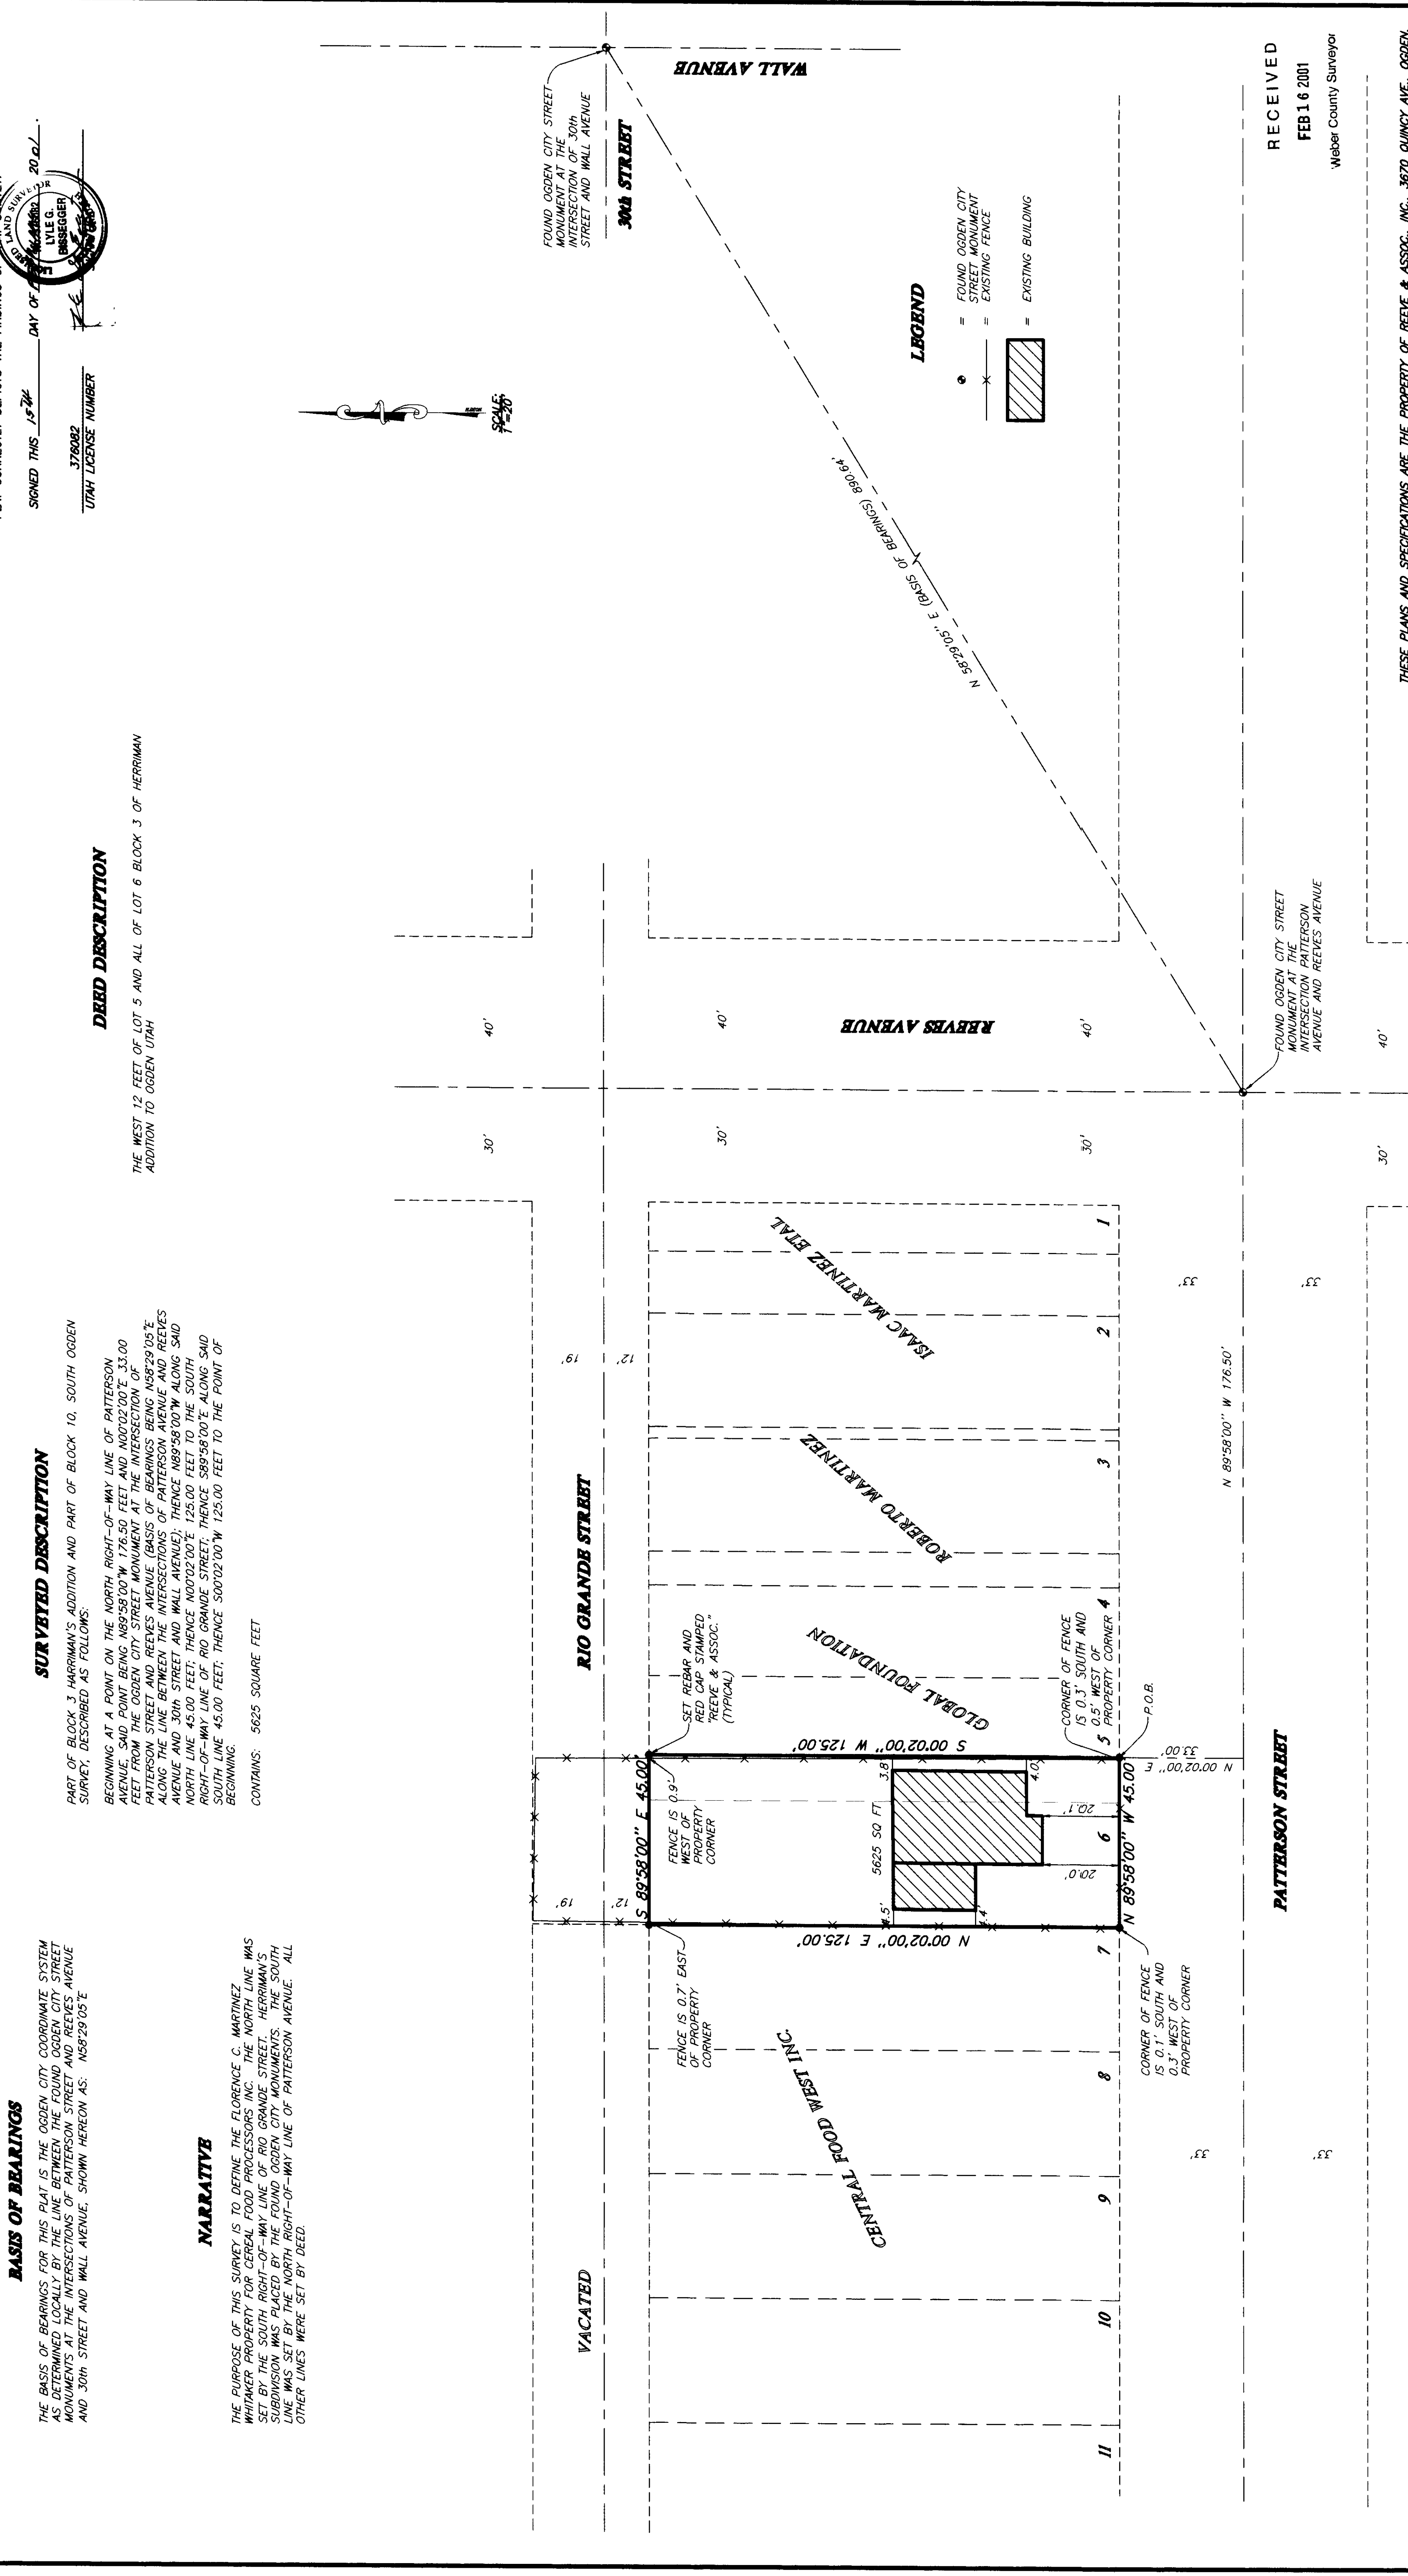 BASIS OF BEARINGS
THE BASIS OF BEARINGS FOR THIS PLAT IS THE OGDEN CITY COORDINATE SYSTEM
AS DETERMINED LOCALLY BY THE LINE BETWEEN THE FOUND OGDEN CITY STREET
MONUMENTS AT THE INTERSECTIONS OF PATTERSON STREET AND REEVES AVENUE
AND 30th STREET AND WALL AVENUE, SHOWN HEREON AS: N58°29'05"E
NARRATIVE
THE PURPOSE OF THIS SURVEY IS TO DEFINE THE FLORENCE C. MARTINEZ
WHITAKER PROPERTY FOR CEREAL FOOD PROCESSORS INC. THE NORTH LINE WAS
SET BY THE SOUTH RIGHT-OF-WAY LINE OF RIO GRANDE STREET. HERRIMAN'S
SUBDIVISION WAS PLACED BY THE FOUND OGDEN CITY MONUMENTS. THE SOUTH
LINE WAS SET BY THE NORTH RIGHT-OF-WAY LINE OF PATTERSON AVENUE. ALL
OTHER LINES WERE SET BY DEED.
SURVEYED DESCRIPTION
PART OF BLOCK 3 HARRIMAN'S ADDITION AND PART OF BLOCK 10, SOUTH OGDEN
SURVEY, DESCRIBED AS FOLLOWS:
BEGINNING AT A POINT ON THE NORTH RIGHT-OF-WAY LINE OF PATTERSON
AVENUE, SAID POINT BEING N89°58'00"W 176.50 FEET AND N00°02'00"E 33.00
FEET FROM THE OGDEN CITY STREET MONUMENT AT THE INTERSECTION OF
PATTERSON STREET AND REEVES AVENUE (BASIS OF BEARINGS BEING N58°29'05"E
ALONG THE LINE BETWEEN THE INTERSECTIONS OF PATTERSON AVENUE AND REEVES
AVENUE AND 30th STREET AND WALL AVENUE); THENCE N89°58'00"W ALONG SAID
NORTH LINE 45.00 FEET; THENCE N00°02'00"E 125.00 FEET TO THE SOUTH
RIGHT-OF-WAY LINE OF RIO GRANDE STREET; THENCE S89°58'00"E ALONG SAID
SOUTH LINE 45.00 FEET; THENCE S00°02'00"W 125.00 FEET TO THE POINT OF
BEGINNING.
CONTAINS: 5625 SQUARE FEET
DEED DESCRIPTION
THE WEST 12 FEET OF LOT 5 AND ALL OF LOT 6 BLOCK 3 OF HERRIMAN
ADDITION TO OGDEN UTAH
SIGNED THIS 15th DAY OF 2001.
376082
UTAH LICENSE NUMBER
LAND SURVEYOR
LYLE G.
BISSEGGER
SCALE:
1"=20'
VACATED
RIO GRANDE STREET
30th STREET
WALL AVENUE
FOUND OGDEN CITY STREET
MONUMENT AT THE
INTERSECTION OF 30th
STREET AND WALL AVENUE
19'
12'
19'
12'
30'
40'
30'
40'
30'
40'
30'
40'
REEVES AVENUE
S 89°58'00" E 45.00'
FENCE IS 0.7' EAST
OF PROPERTY
CORNER
FENCE IS 0.9'
WEST OF
PROPERTY
CORNER
SET REBAR AND
RED CAP STAMPED
"REEVE & ASSOC."
(TYPICAL)
CENTRAL FOOD WEST INC.
GLOBAL FOUNDATION
ROBERTO MARTINEZ
ISAAC MARTINEZ ETAL
N 00°02'00" E 125.00'
S 00°02'00" W 125.00'
5625 SQ FT
4.5'
3.8'
4.4'
4.0'
20.0'
20.1'
11
10
9
8
7
6
5
4
3
2
1
N 89°58'00" W 45.00'
CORNER OF FENCE
IS 0.1' SOUTH AND
0.3' WEST OF
PROPERTY CORNER
CORNER OF FENCE
IS 0.3' SOUTH AND
0.5' WEST OF
PROPERTY CORNER
P.O.B.
N 00°02'00" E
33.00'
33'
33'
33'
33'
N 89°58'00" W 176.50'
PATTERSON STREET
FOUND OGDEN CITY STREET
MONUMENT AT THE
INTERSECTION PATTERSON
AVENUE AND REEVES AVENUE
N 58°29'05" E (BASIS OF BEARINGS) 890.64'
LEGEND
= FOUND OGDEN CITY
STREET MONUMENT
= EXISTING FENCE
= EXISTING BUILDING
RECEIVED
FEB 16 2001
Weber County Surveyor
THESE PLANS AND SPECIFICATIONS ARE THE PROPERTY OF REEVE & ASSOC., INC. 3670 QUINCY AVE., OGDEN,